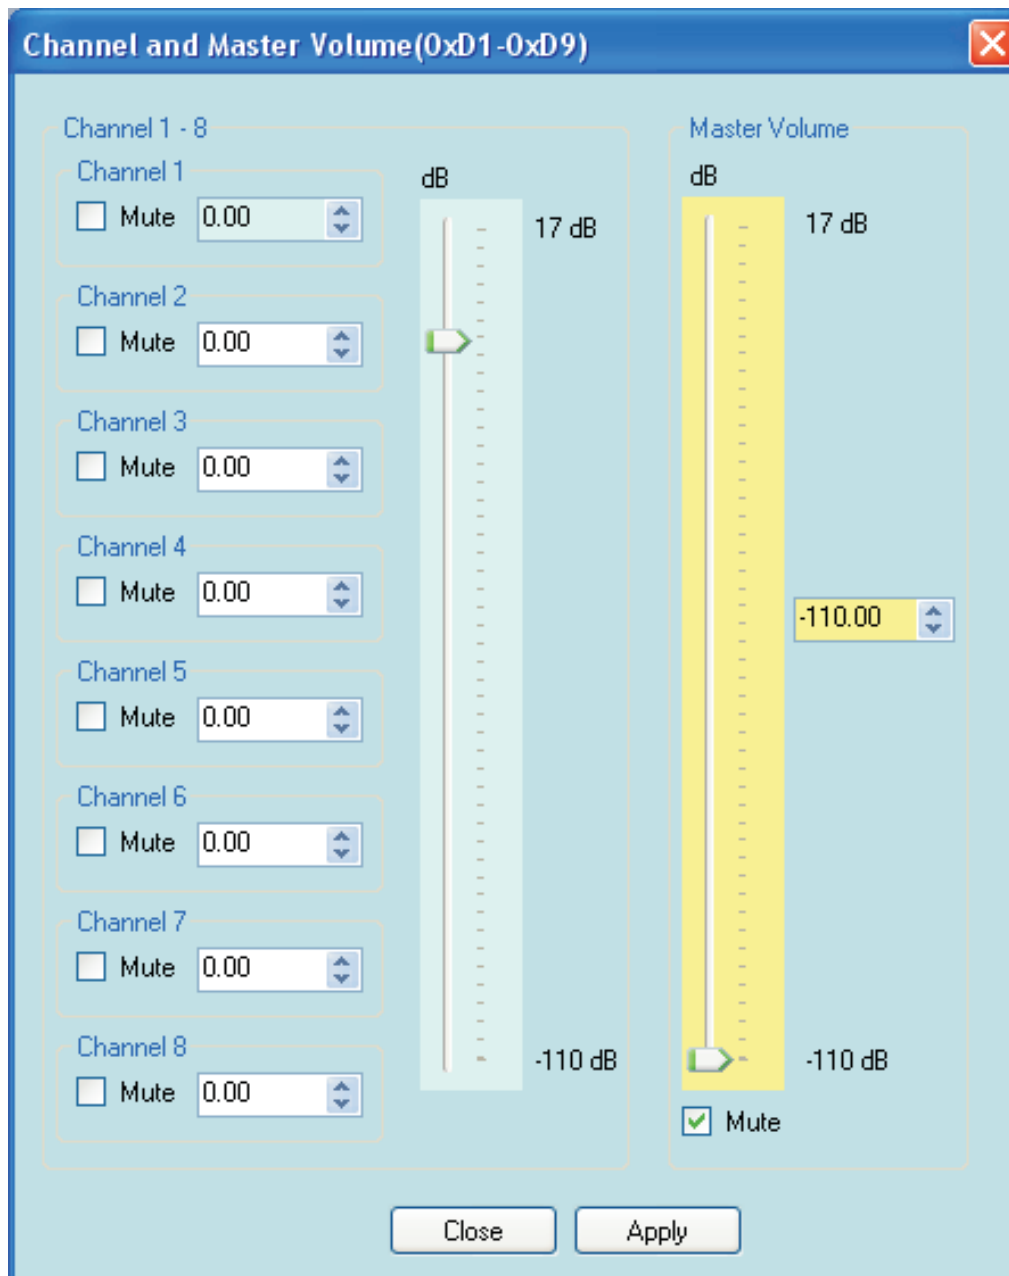 Channel and Master Volume(0xD1-0xD9)
Channel 1 - 8
Channel 1
Mute 0.00
Channel 2
Mute 0.00
Channel 3
Mute 0.00
Channel 4
Mute 0.00
Channel 5
Mute 0.00
Channel 6
Mute 0.00
Channel 7
Mute 0.00
Channel 8
Mute 0.00
dB
17 dB
-110 dB
Master Volume
dB
17 dB
-110.00
-110 dB
Mute
Close
Apply